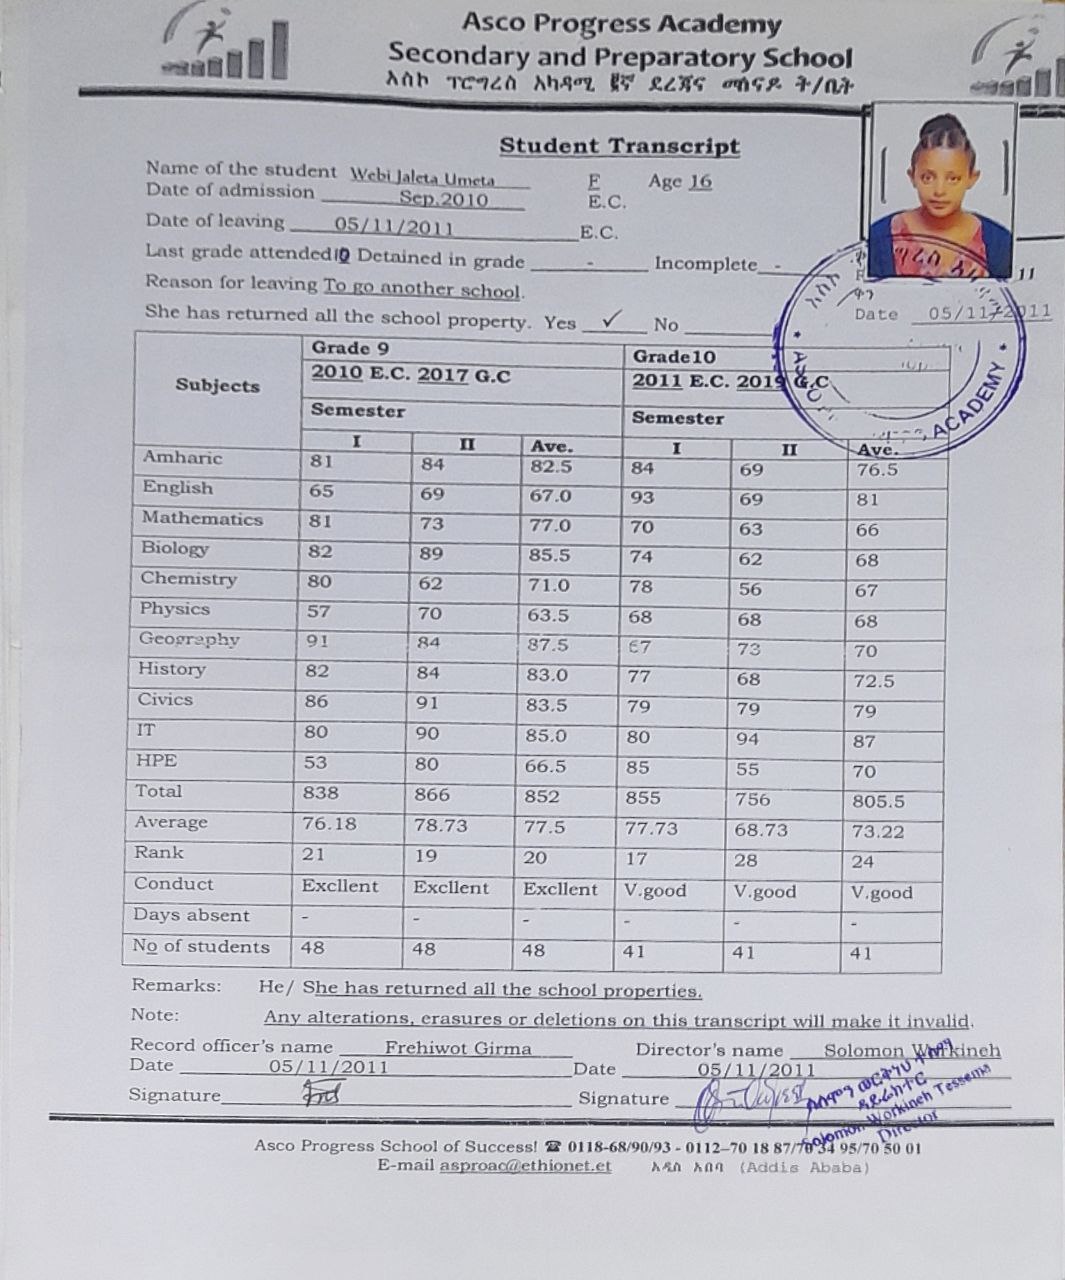 Asco Progress Academy
Secondary and Preparatory School
አስኮ ፕሮግረስ አካዳሚ ፪ኛ ደረጃና መሰናዶ ት/ቤት
Student Transcript
Name of the student Webi Jaleta Umeta F Age 16
Date of admission Sep.2010 E.C.
Date of leaving 05/11/2011 E.C.
Last grade attended 10 Detained in grade - Incomplete -
11
Reason for leaving To go another school.
Date 05/11/2011
She has returned all the school property. Yes ✓ No
ACADEMY
Subjects Grade 9 Grade10
2010 E.C. 2017 G.C 2011 E.C. 2019 G.C
Semester Semester
I II Ave. I II Ave.
Amharic 81 84 82.5 84 69 76.5
English 65 69 67.0 93 69 81
Mathematics 81 73 77.0 70 63 66
Biology 82 89 85.5 74 62 68
Chemistry 80 62 71.0 78 56 67
Physics 57 70 63.5 68 68 68
Geography 91 84 87.5 67 73 70
History 82 84 83.0 77 68 72.5
Civics 86 91 83.5 79 79 79
IT 80 90 85.0 80 94 87
HPE 53 80 66.5 85 55 70
Total 838 866 852 855 756 805.5
Average 76.18 78.73 77.5 77.73 68.73 73.22
Rank 21 19 20 17 28 24
Conduct Excllent Excllent Excllent V.good V.good V.good
Days absent - - - - - -
No of students 48 48 48 41 41 41
Remarks: He/ She has returned all the school properties.
Note: Any alterations, erasures or deletions on this transcript will make it invalid.
Record officer's name Frehiwot Girma Director's name Solomon Workineh
Date 05/11/2011 Date 05/11/2011
Signature Signature
ሰሎሞን ወርቅነህ ተሰማ
ዳይሬክተር
Solomon Workineh Tessema
Director
Asco Progress School of Success! ☎ 0118-68/90/93 - 0112–70 18 87/70 34 95/70 50 01
E-mail asproac@ethionet.et አዲስ አበባ (Addis Ababa)